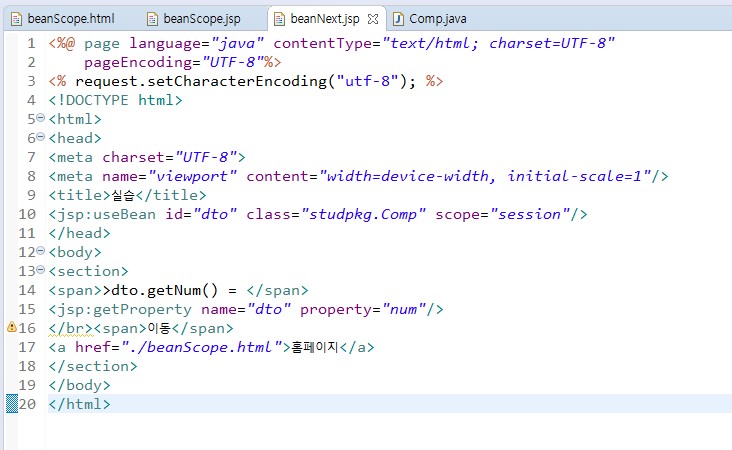 beanScope.html beanScope.jsp beanNext.jsp Comp.java
1 <%@ page language="java" contentType="text/html; charset=UTF-8"
2     pageEncoding="UTF-8"%>
3 <% request.setCharacterEncoding("utf-8"); %>
4 <!DOCTYPE html>
5 <html>
6 <head>
7 <meta charset="UTF-8">
8 <meta name="viewport" content="width=device-width, initial-scale=1"/>
9 <title>실습</title>
10 <jsp:useBean id="dto" class="studpkg.Comp" scope="session"/>
11 </head>
12 <body>
13 <section>
14 <span>>dto.getNum() = </span>
15 <jsp:getProperty name="dto" property="num"/>
16 </br><span>이동</span>
17 <a href="./beanScope.html">홈페이지</a>
18 </section>
19 </body>
20 </html>